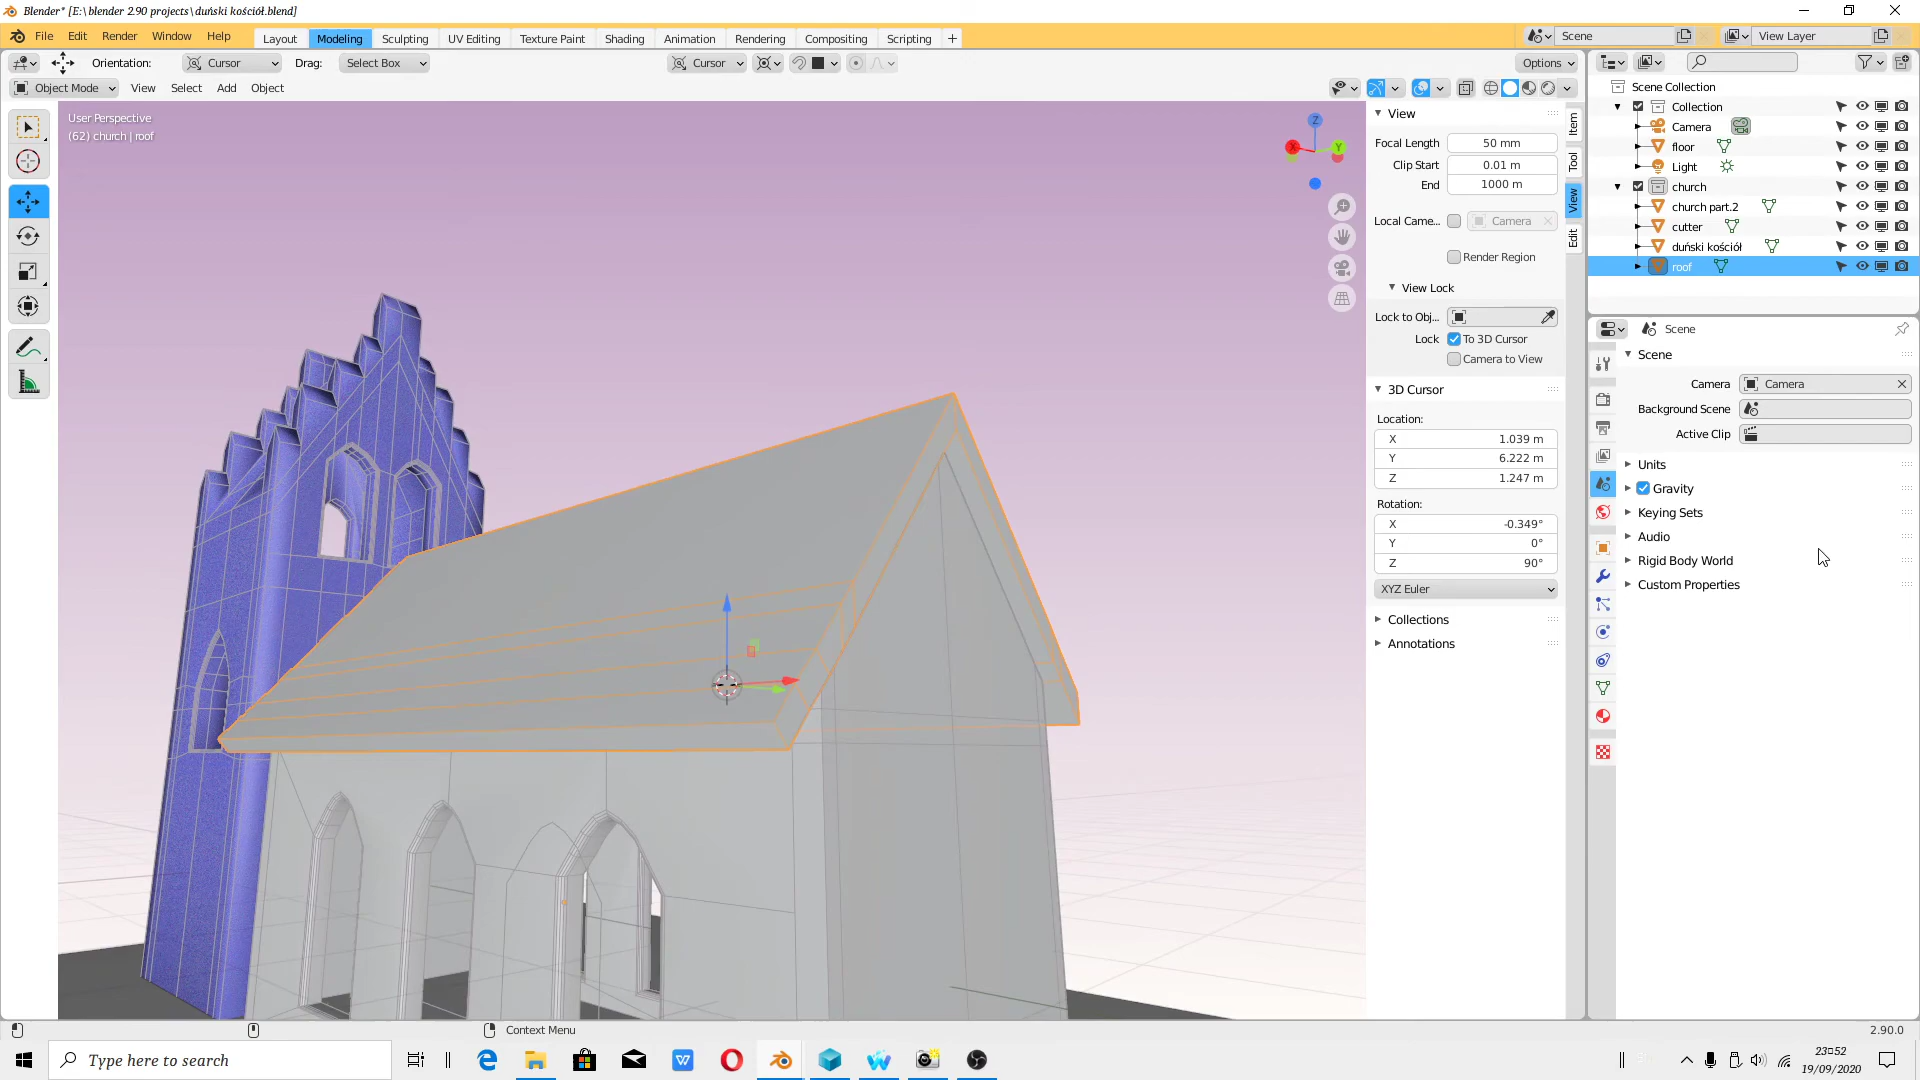 Blender* [E:\blender 2.90 projects\duński kościół.blend]
File Edit Render Window Help
Layout Modeling Sculpting UV Editing Texture Paint Shading Animation Rendering Compositing Scripting +
Scene
View Layer
Orientation: Cursor Drag: Select Box
Cursor
Options
Object Mode View Select Add Object
User Perspective
(62) church | roof
Z
X
Y
View
Focal Length 50 mm
Clip Start 0.01 m
End 1000 m
Local Came... Camera
Render Region
View Lock
Lock to Obj...
Lock To 3D Cursor
Camera to View
3D Cursor
Location:
X 1.039 m
Y 6.222 m
Z 1.247 m
Rotation:
X -0.349°
Y 0°
Z 90°
XYZ Euler
Collections
Annotations
Item
Tool
View
Edit
Scene Collection
Collection
Camera
floor
Light
church
church part.2
cutter
duński kościół
roof
Scene
Scene
Camera Camera
Background Scene
Active Clip
Units
Gravity
Keying Sets
Audio
Rigid Body World
Custom Properties
Context Menu
2.90.0
Type here to search
23:52
19/09/2020